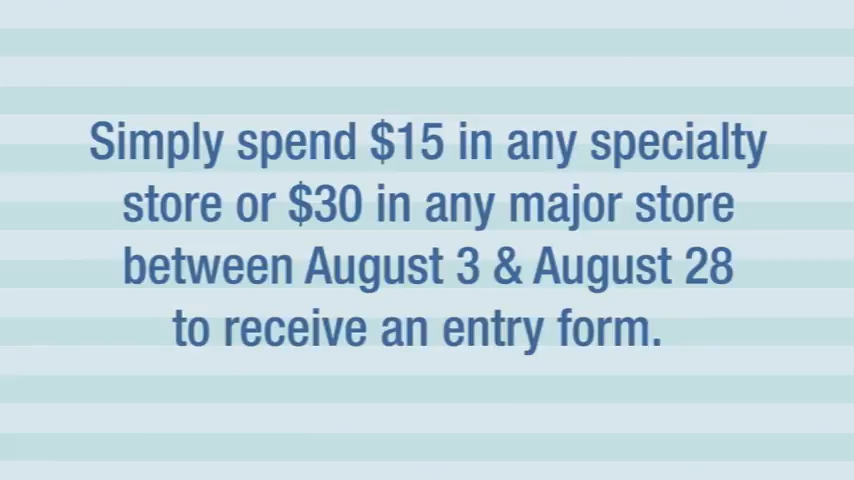 Simply spend $15 in any specialty
store or $30 in any major store
between August 3 & August 28
to receive an entry form.